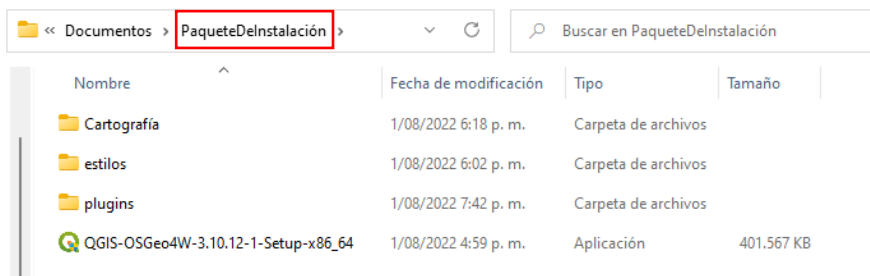 « Documentos > PaqueteDeInstalación > Buscar en PaqueteDeInstalación
Nombre Fecha de modificación Tipo Tamaño
Cartografía 1/08/2022 6:18 p. m. Carpeta de archivos
estilos 1/08/2022 6:02 p. m. Carpeta de archivos
plugins 1/08/2022 7:42 p. m. Carpeta de archivos
QGIS-OSGeo4W-3.10.12-1-Setup-x86_64 1/08/2022 4:59 p. m. Aplicación 401.567 KB